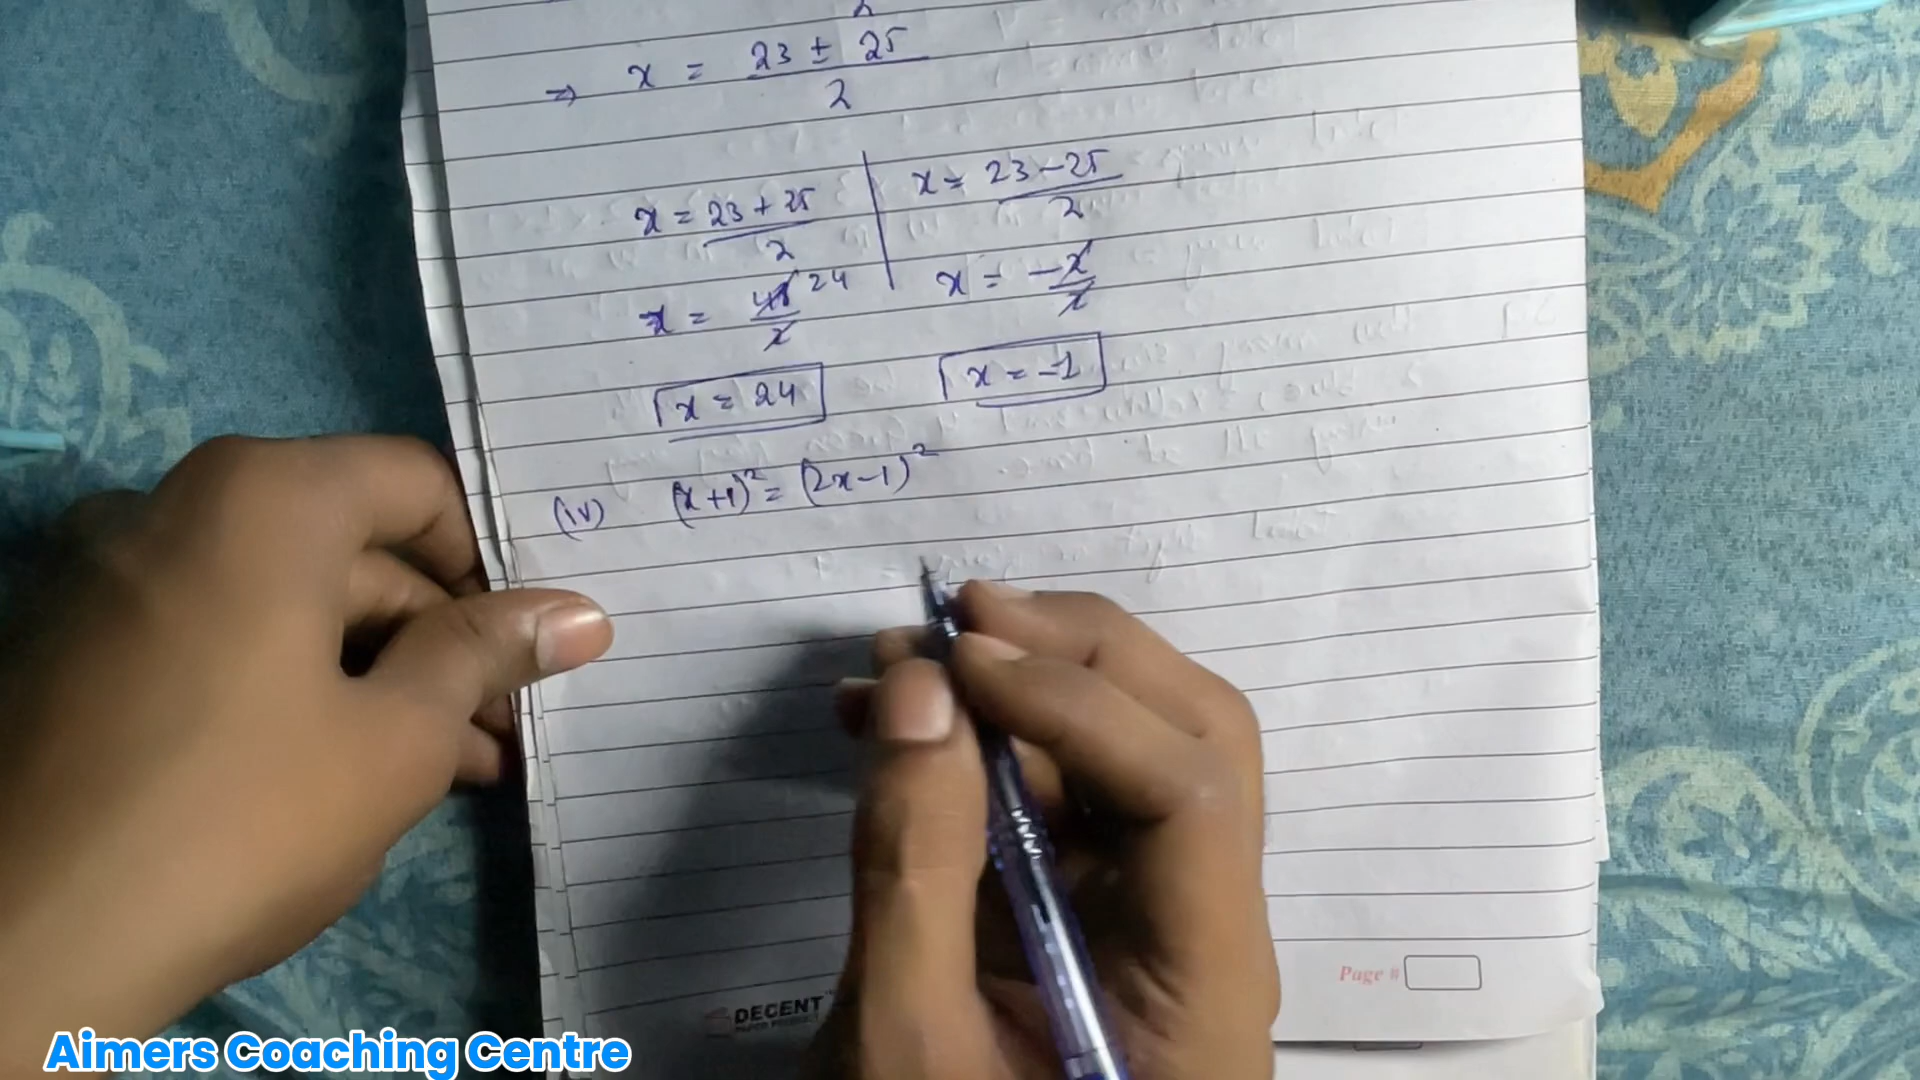 ⇒ x = 23 ± 25
2
x = 23 + 25
2
x = 23 - 25
2
x = 48 24
2
x = - 2
2
x = 24
x = -1
(iv) (x+1)² = (2x-1)²
DECENT
Page #
Aimers Coaching Centre